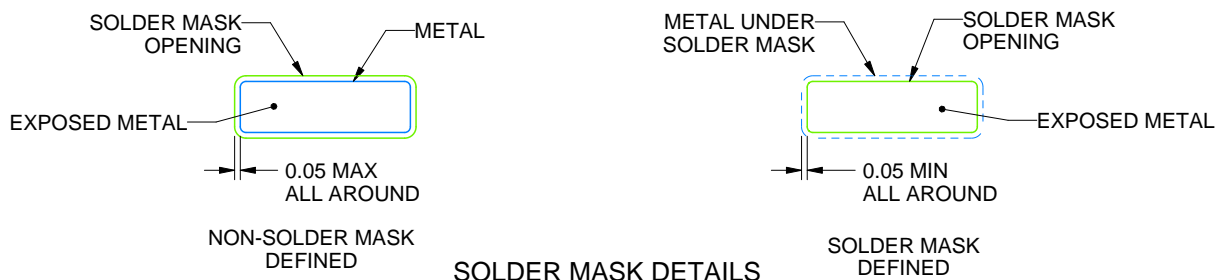 SOLDER MASK
OPENING
METAL
EXPOSED METAL
0.05 MAX
ALL AROUND
NON-SOLDER MASK
DEFINED
METAL UNDER
SOLDER MASK
SOLDER MASK
OPENING
EXPOSED METAL
0.05 MIN
ALL AROUND
SOLDER MASK
DEFINED
SOLDER MASK DETAILS